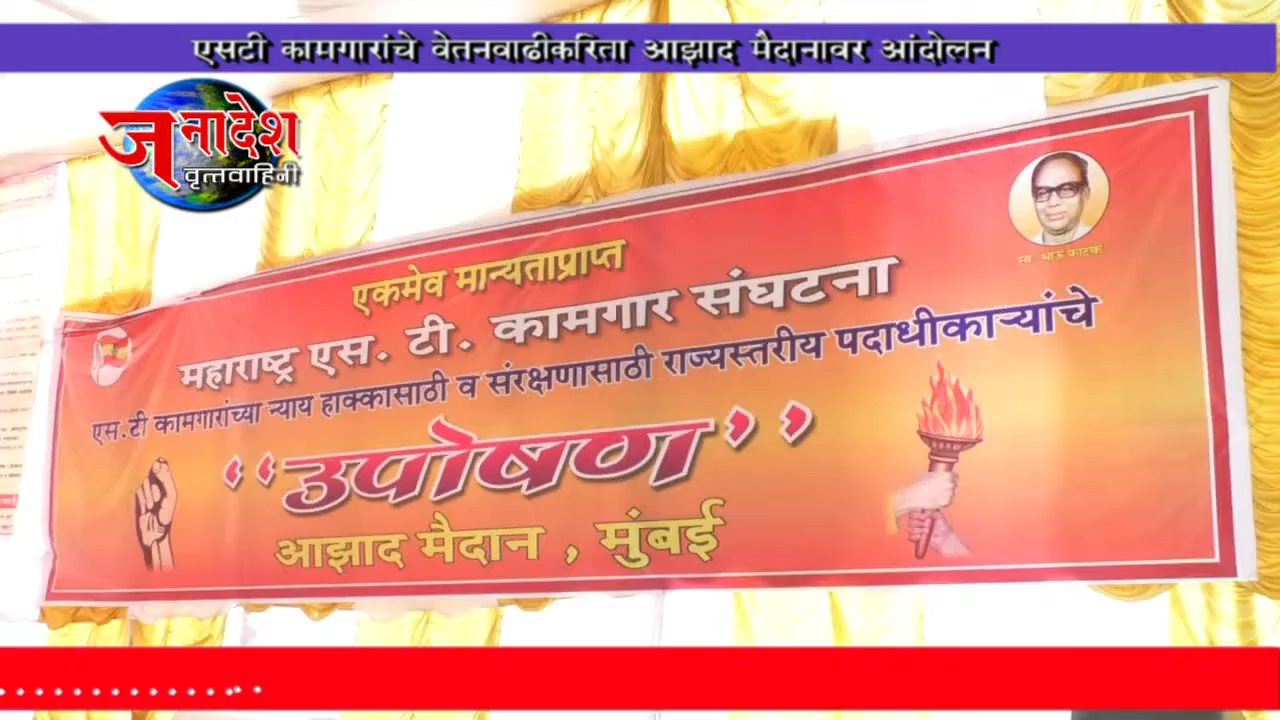 एसटी कामगारांचे वेतनवाढीकरिता आझाद मैदानावर आंदोलन
जनादेश
वृत्तवाहिनी
एकमेव मान्यताप्राप्त
महाराष्ट्र एस. टी. कामगार संघटना
एस.टी कामगारांच्या न्याय हाक्कासाठी व संरक्षणासाठी राज्यस्तरीय पदाधीकाऱ्यांचे
“उपोषण’’
आझाद मैदान , मुंबई
स्व. भाऊ फाटक